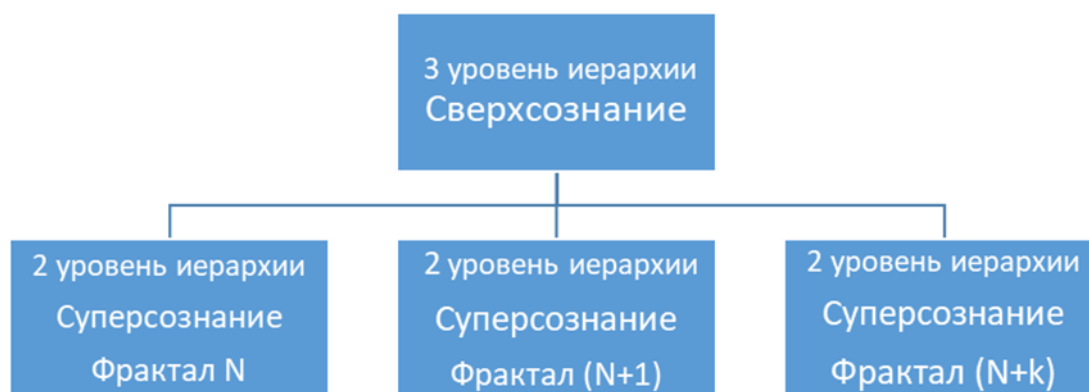 3 уровень иерархии
Сверхсознание
2 уровень иерархии
Суперсознание
Фрактал N
2 уровень иерархии
Суперсознание
Фрактал (N+1)
2 уровень иерархии
Суперсознание
Фрактал (N+k)